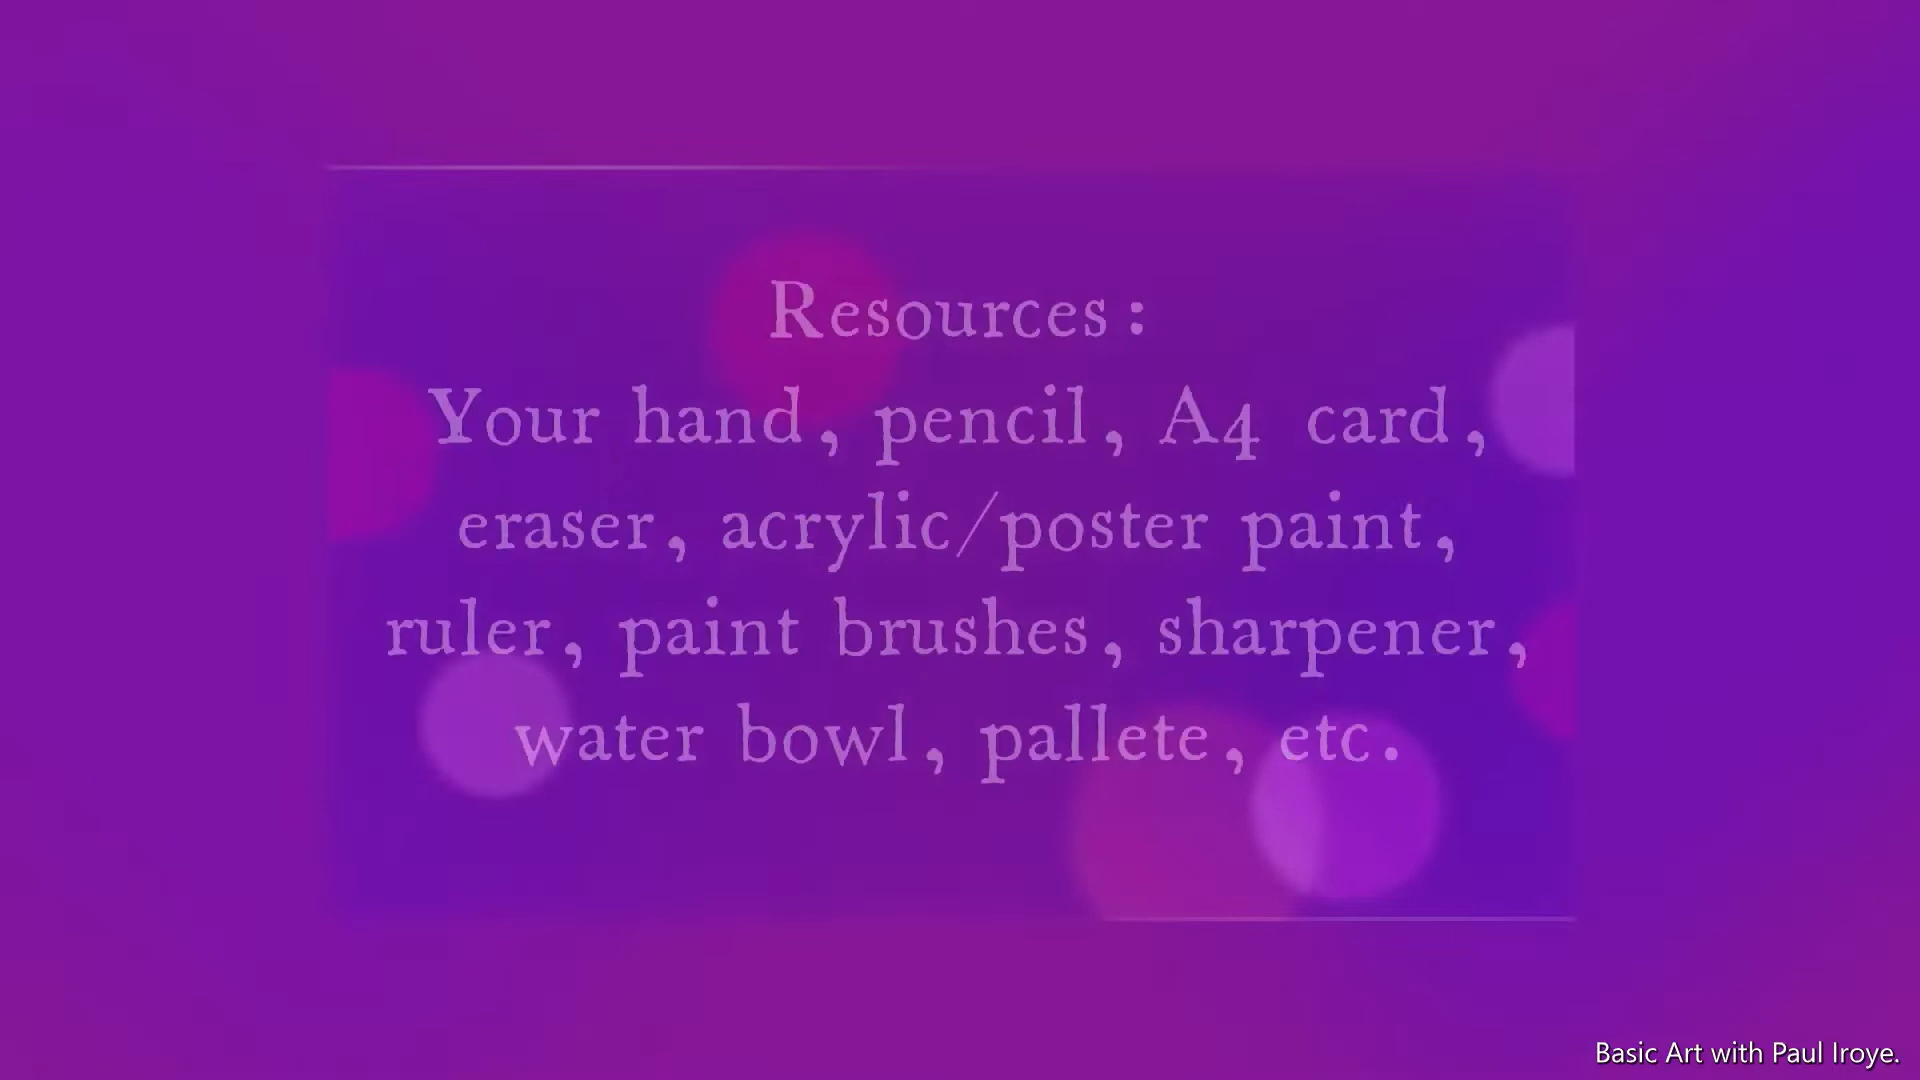 Resources:
Your hand, pencil, A4 card,
eraser, acrylic/poster paint,
ruler, paint brushes, sharpener,
water bowl, pallete, etc.
Basic Art with Paul Iroye.